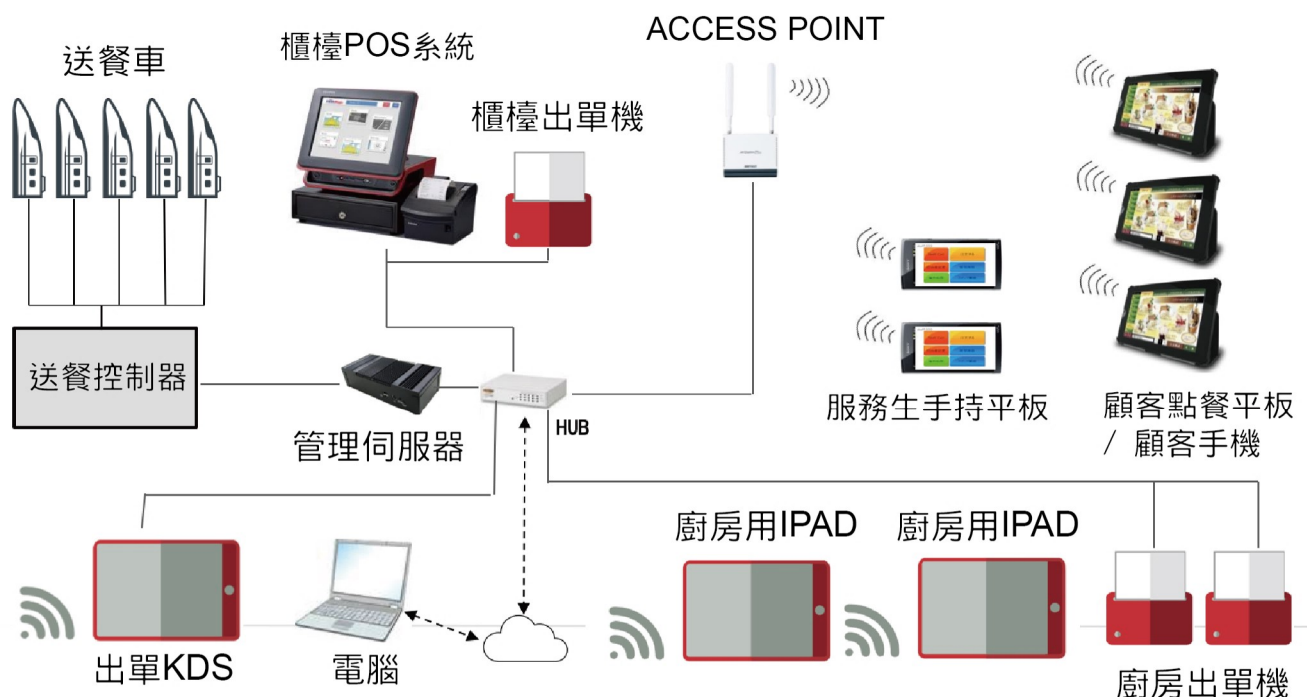 送餐車
櫃檯POS系統
ACCESS POINT
櫃檯出單機
送餐控制器
管理伺服器
HUB
服務生手持平板
顧客點餐平板
/ 顧客手機
廚房用IPAD
廚房用IPAD
出單KDS
電腦
廚房出單機